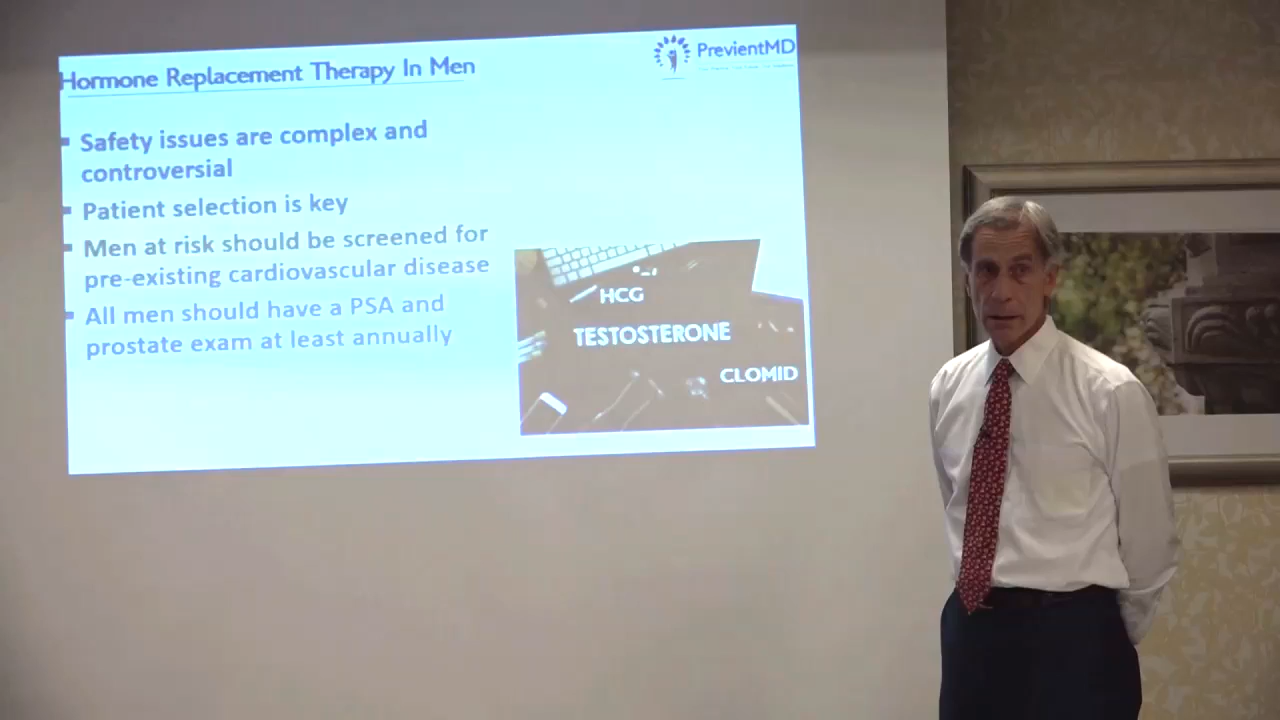 Hormone Replacement Therapy In Men
PrevientMD
Safety issues are complex and
controversial
Patient selection is key
Men at risk should be screened for
pre-existing cardiovascular disease
All men should have a PSA and
prostate exam at least annually
HCG
TESTOSTERONE
CLOMID